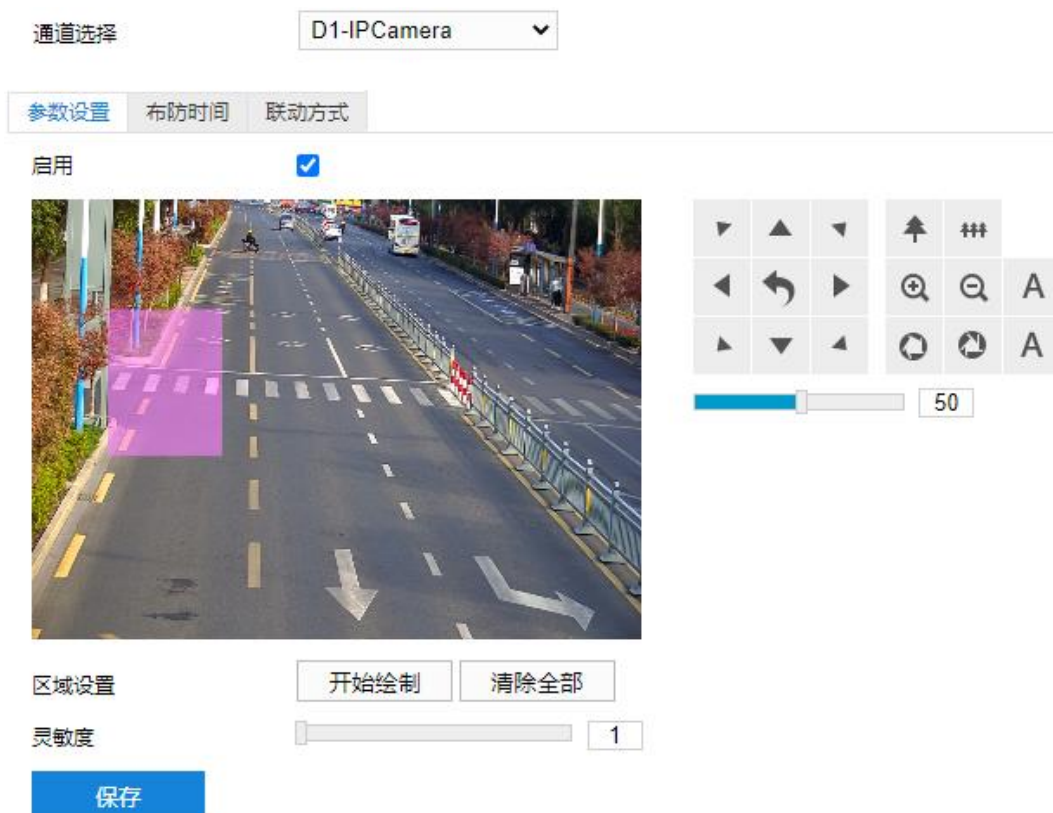 通道选择 D1-IPCamera
参数设置 布防时间 联动方式
启用
A
50
A
区域设置 开始绘制 清除全部
灵敏度 1
保存